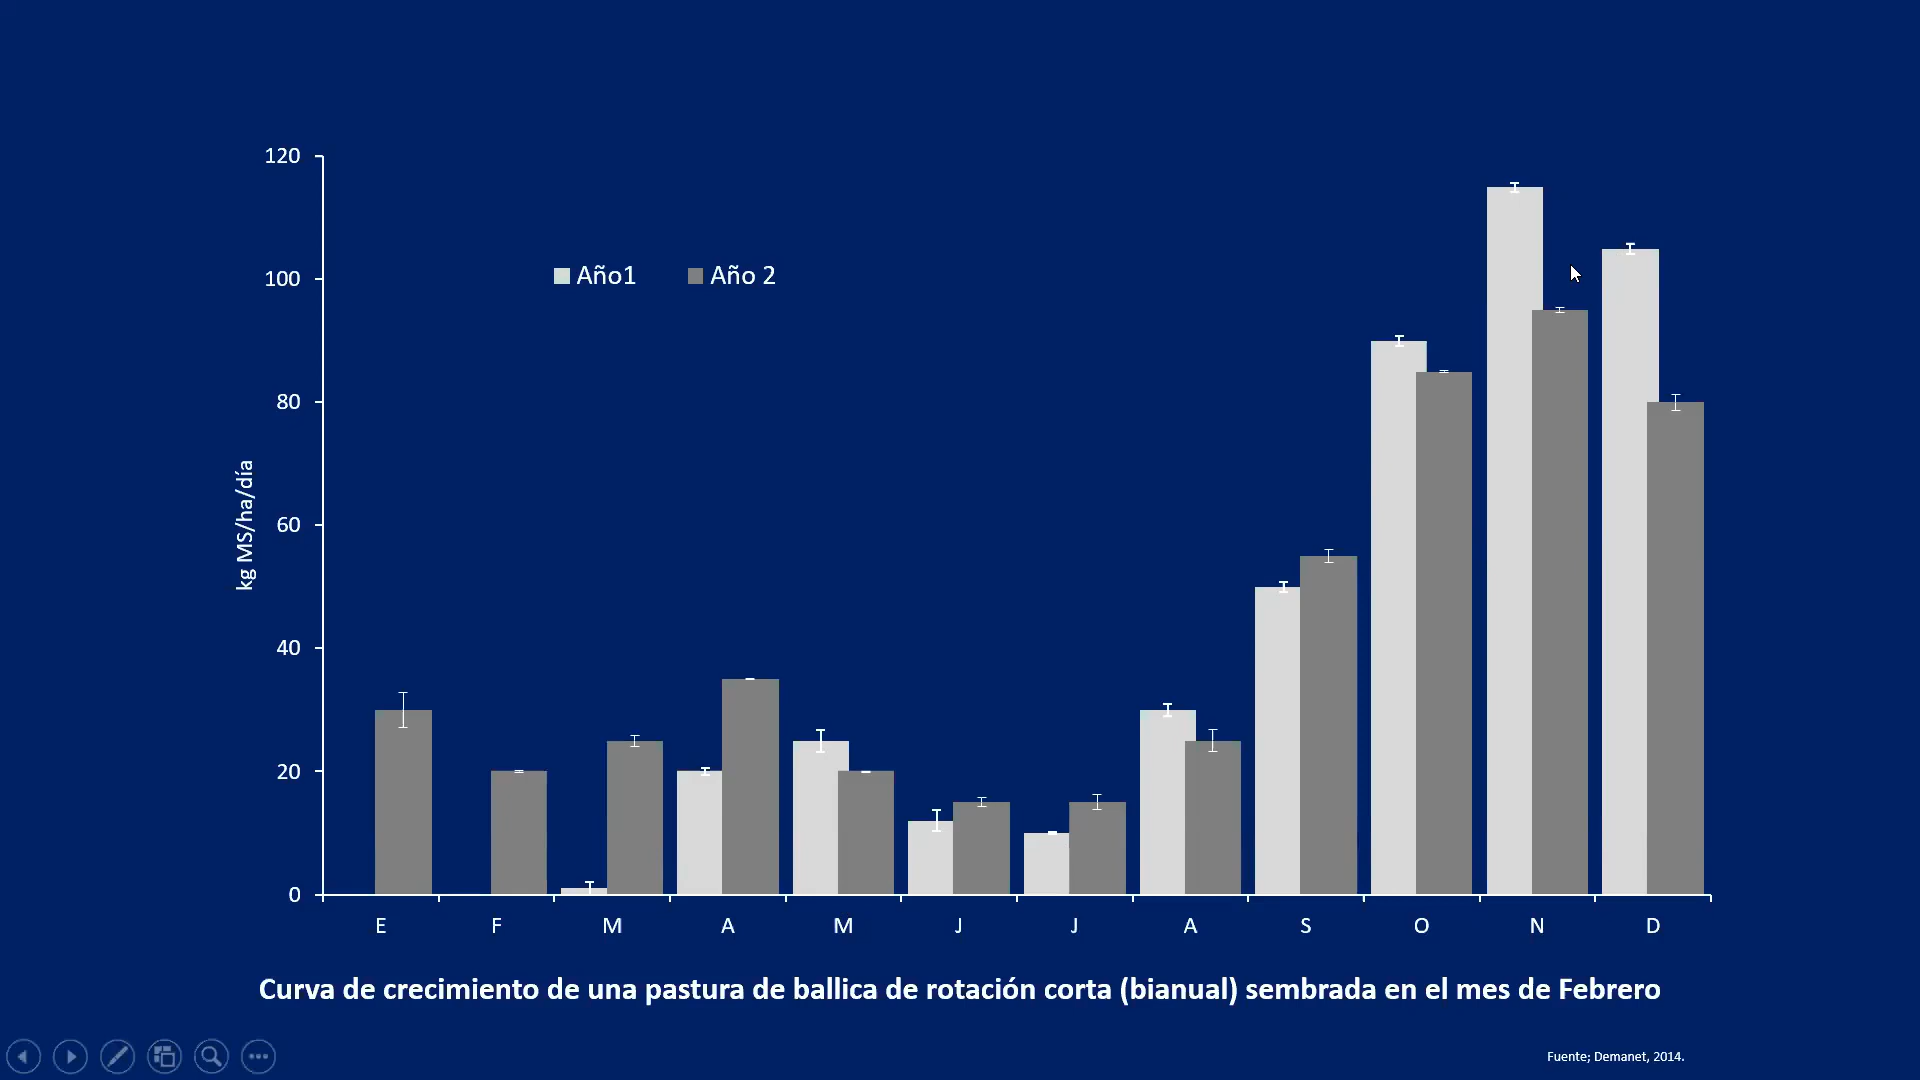 120
100
80
60
40
20
0
kg MS/ha/día
Año1 Año 2
E F M A M J J A S O N D
Curva de crecimiento de una pastura de ballica de rotación corta (bianual) sembrada en el mes de Febrero
Fuente; Demanet, 2014.